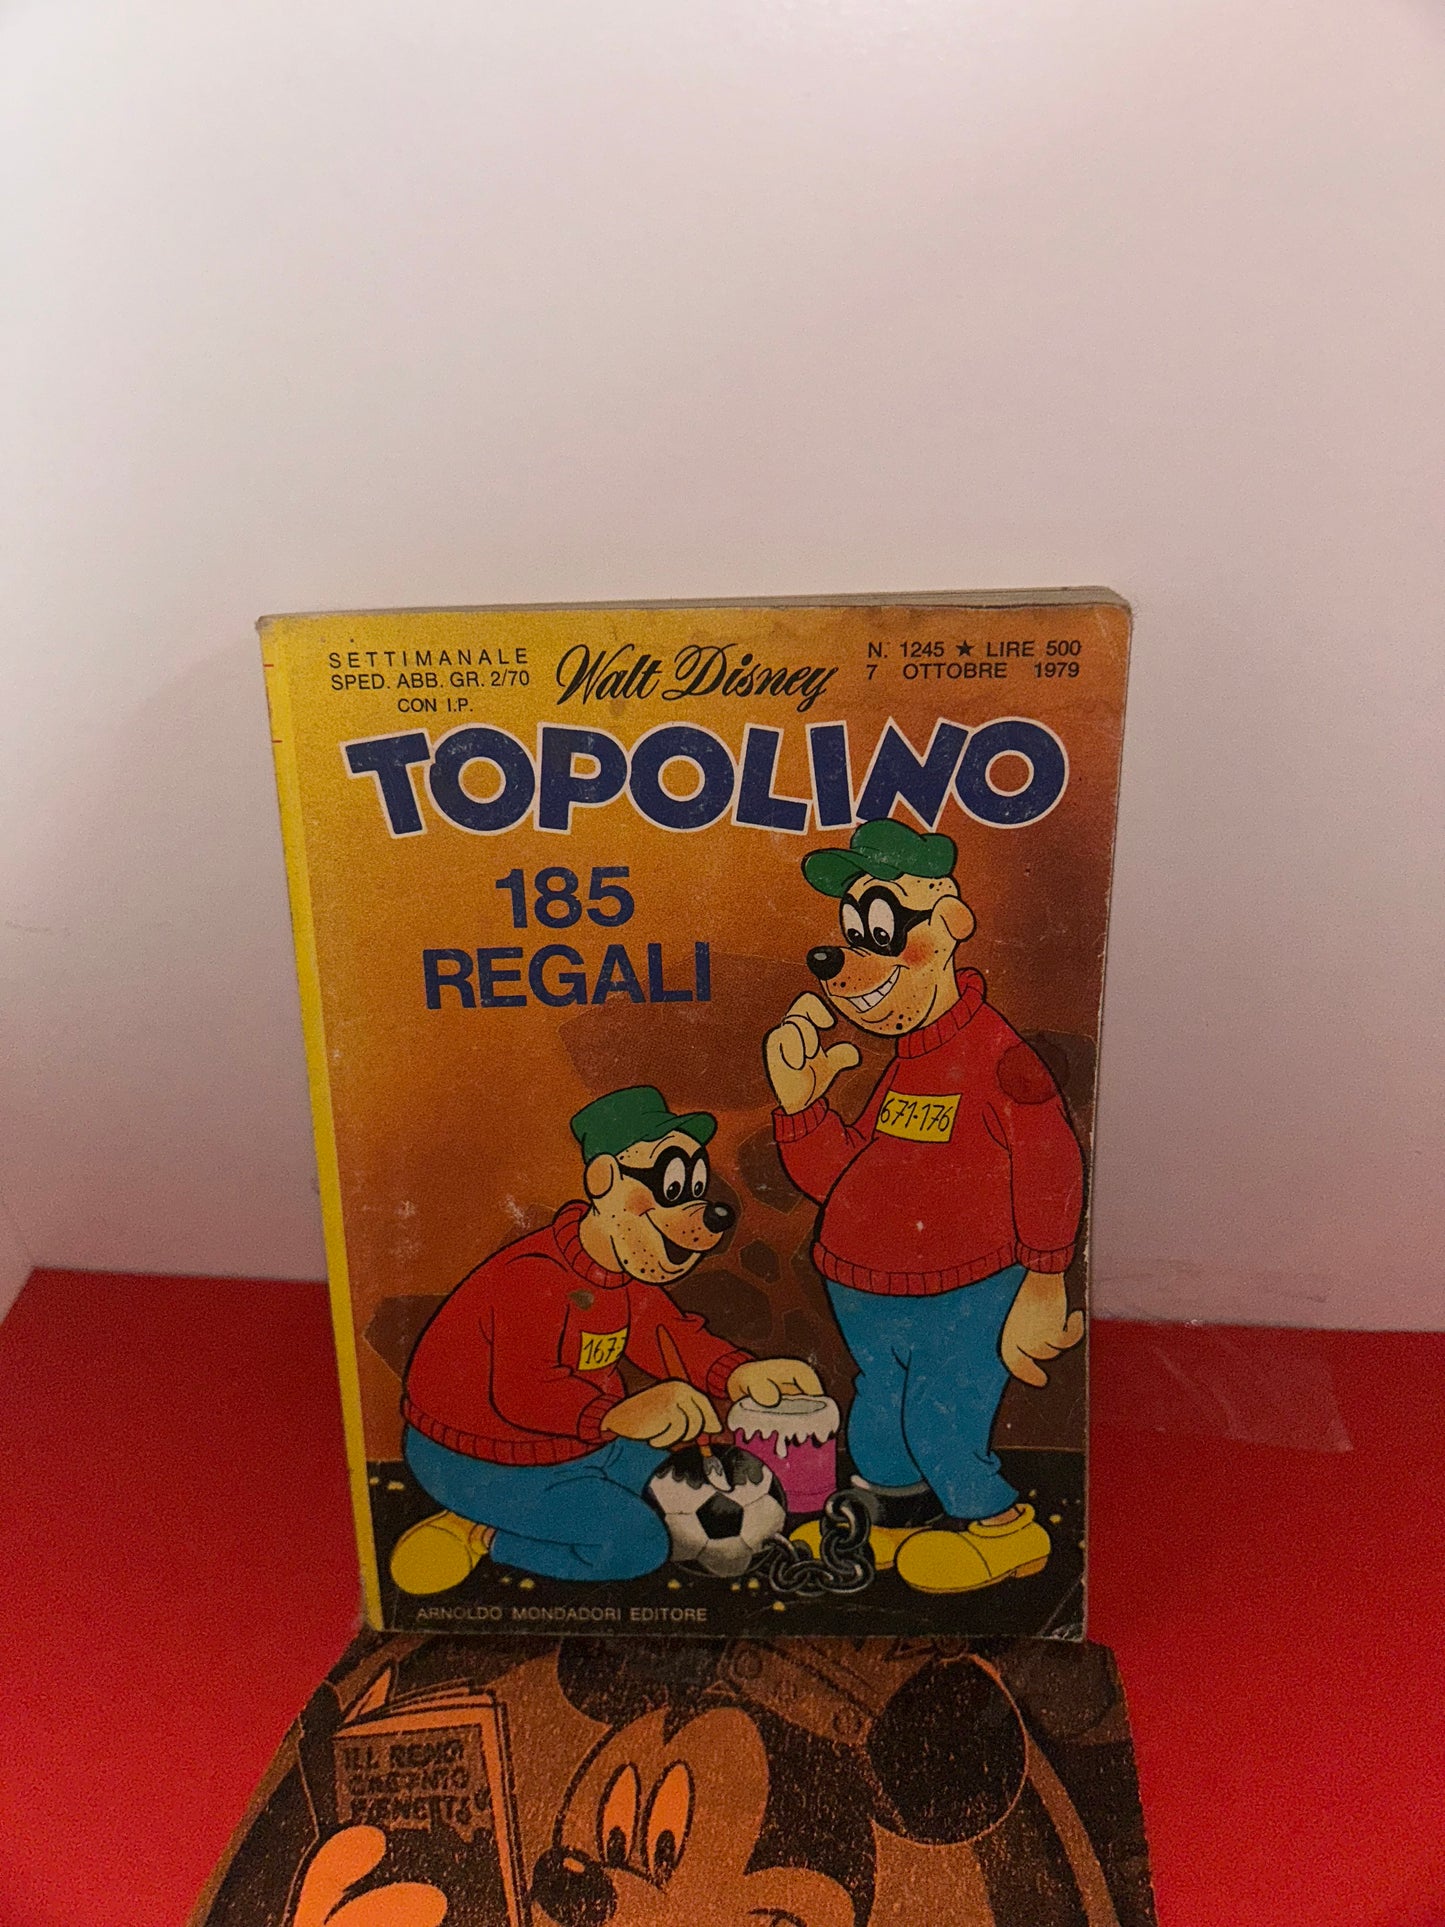 SETTIMANALE
SPED. ABB. GR. 2/70
CON I.P.
Walt Disney
N. 1245 ★ LIRE 500
7 OTTOBRE 1979
TOPOLINO
185
REGALI
671-176
167-
ARNOLDO MONDADORI EDITORE